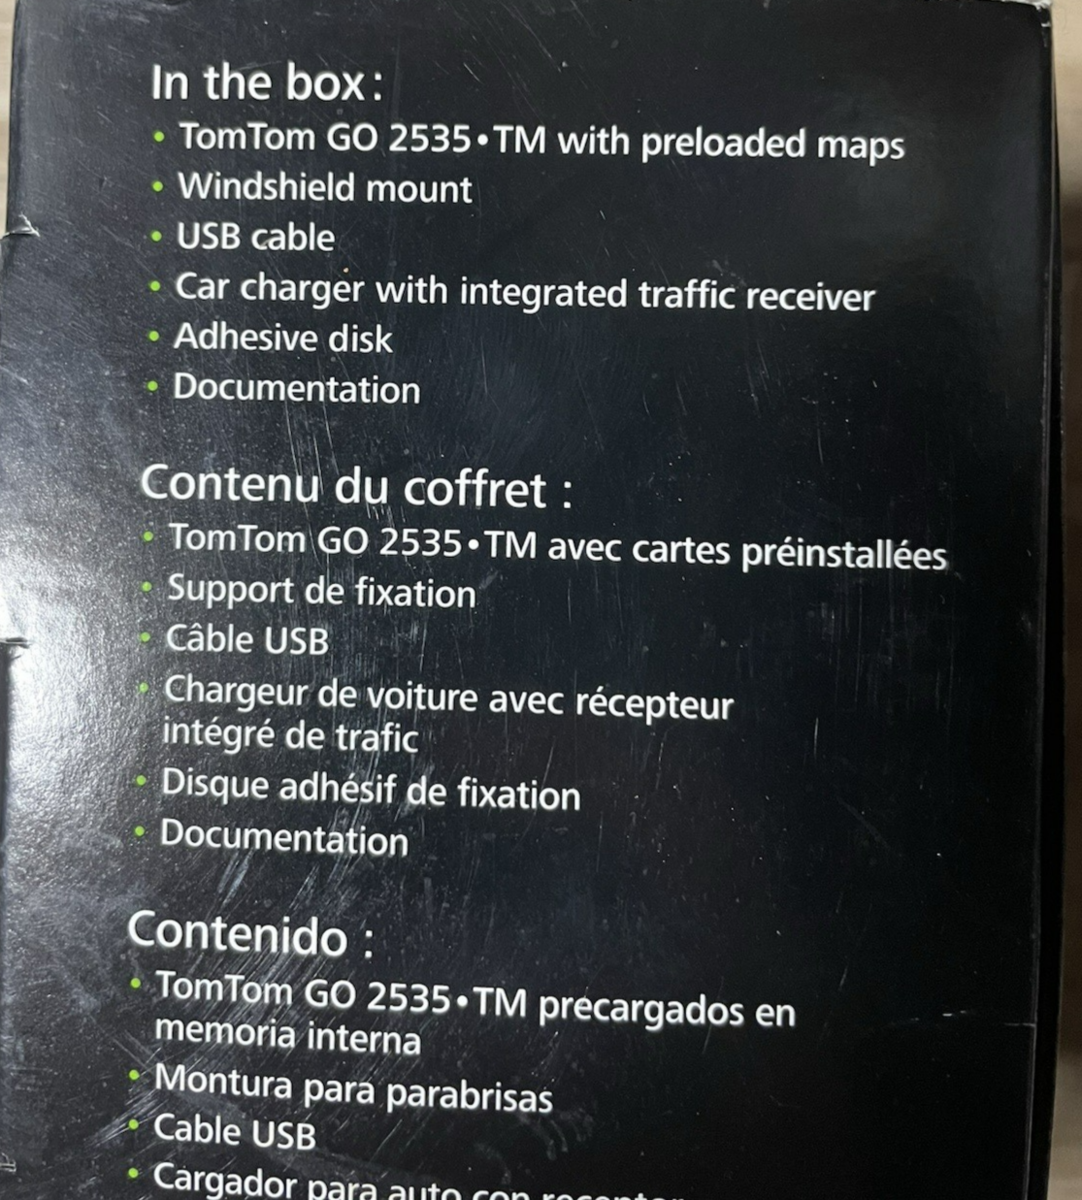 In the box:
• TomTom GO 2535•TM with preloaded maps
• Windshield mount
• USB cable
• Car charger with integrated traffic receiver
• Adhesive disk
• Documentation
Contenu du coffret :
• TomTom GO 2535•TM avec cartes préinstallées
• Support de fixation
• Câble USB
• Chargeur de voiture avec récepteur
intégré de trafic
• Disque adhésif de fixation
• Documentation
Contenido :
• TomTom GO 2535•TM precargados en
memoria interna
• Montura para parabrisas
• Cable USB
• Cargador para auto con